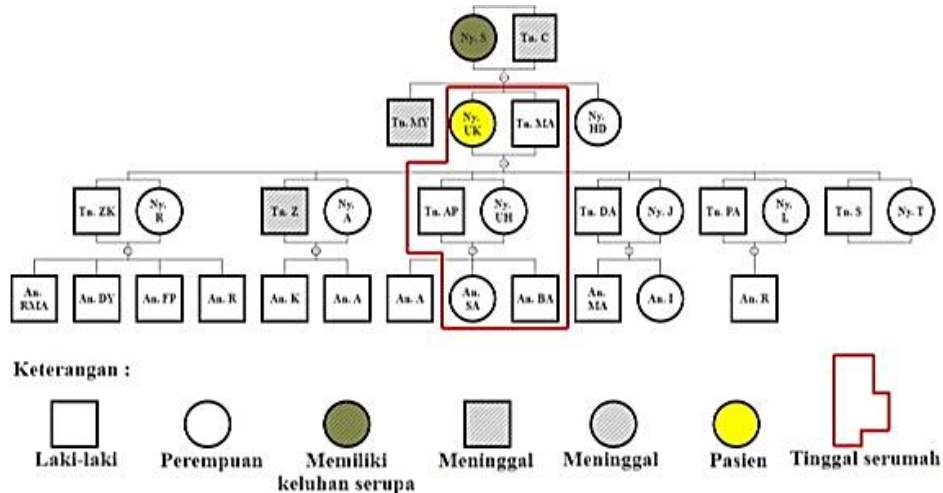 Ny. S
Tn. C
Tn. MY
Ny.
UK
Tn. MA
Ny.
HD
Tn. ZK
Ny.
R
Tn. Z
Ny.
A
Tn. AP
Ny.
UH
Tn. DA
Ny. J
Tn. PA
Ny.
L
Tn. S
Ny. T
An.
RMA
An. DY
An. FP
An. R
An. K
An. A
An. A
An.
SA
An. BA
An.
MA
An. I
An. R
Keterangan :
Laki-laki
Perempuan
Memiliki
keluhan serupa
Meninggal
Meninggal
Pasien
Tinggal serumah